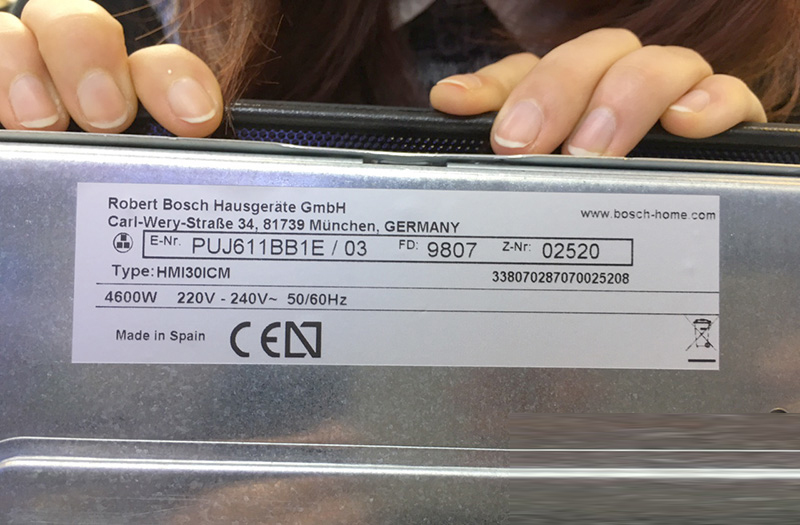 Robert Bosch Hausgeräte GmbH
www.bosch-home.com
Carl-Wery-Straße 34, 81739 München, GERMANY
E-Nr. PUJ611BB1E / 03 FD: 9807 Z-Nr: 02520
Type:HMI30ICM 338070287070025208
4600W 220V - 240V~ 50/60Hz
Made in Spain CE N